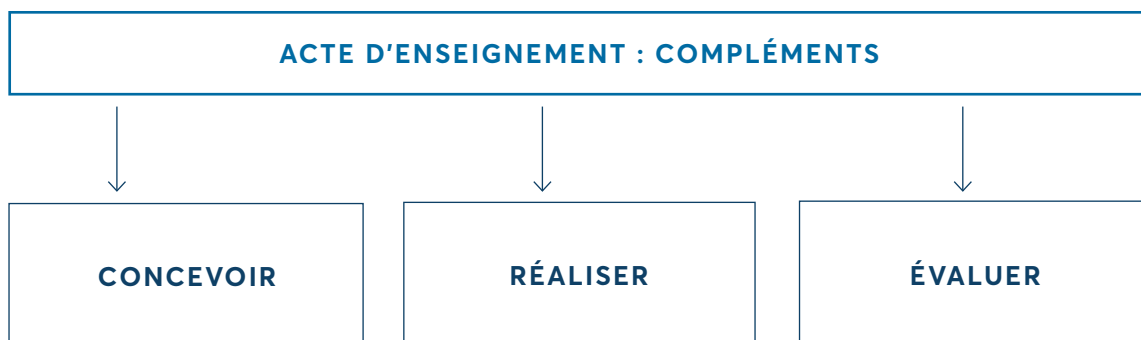 ACTE D'ENSEIGNEMENT : COMPLÉMENTS
CONCEVOIR
RÉALISER
ÉVALUER